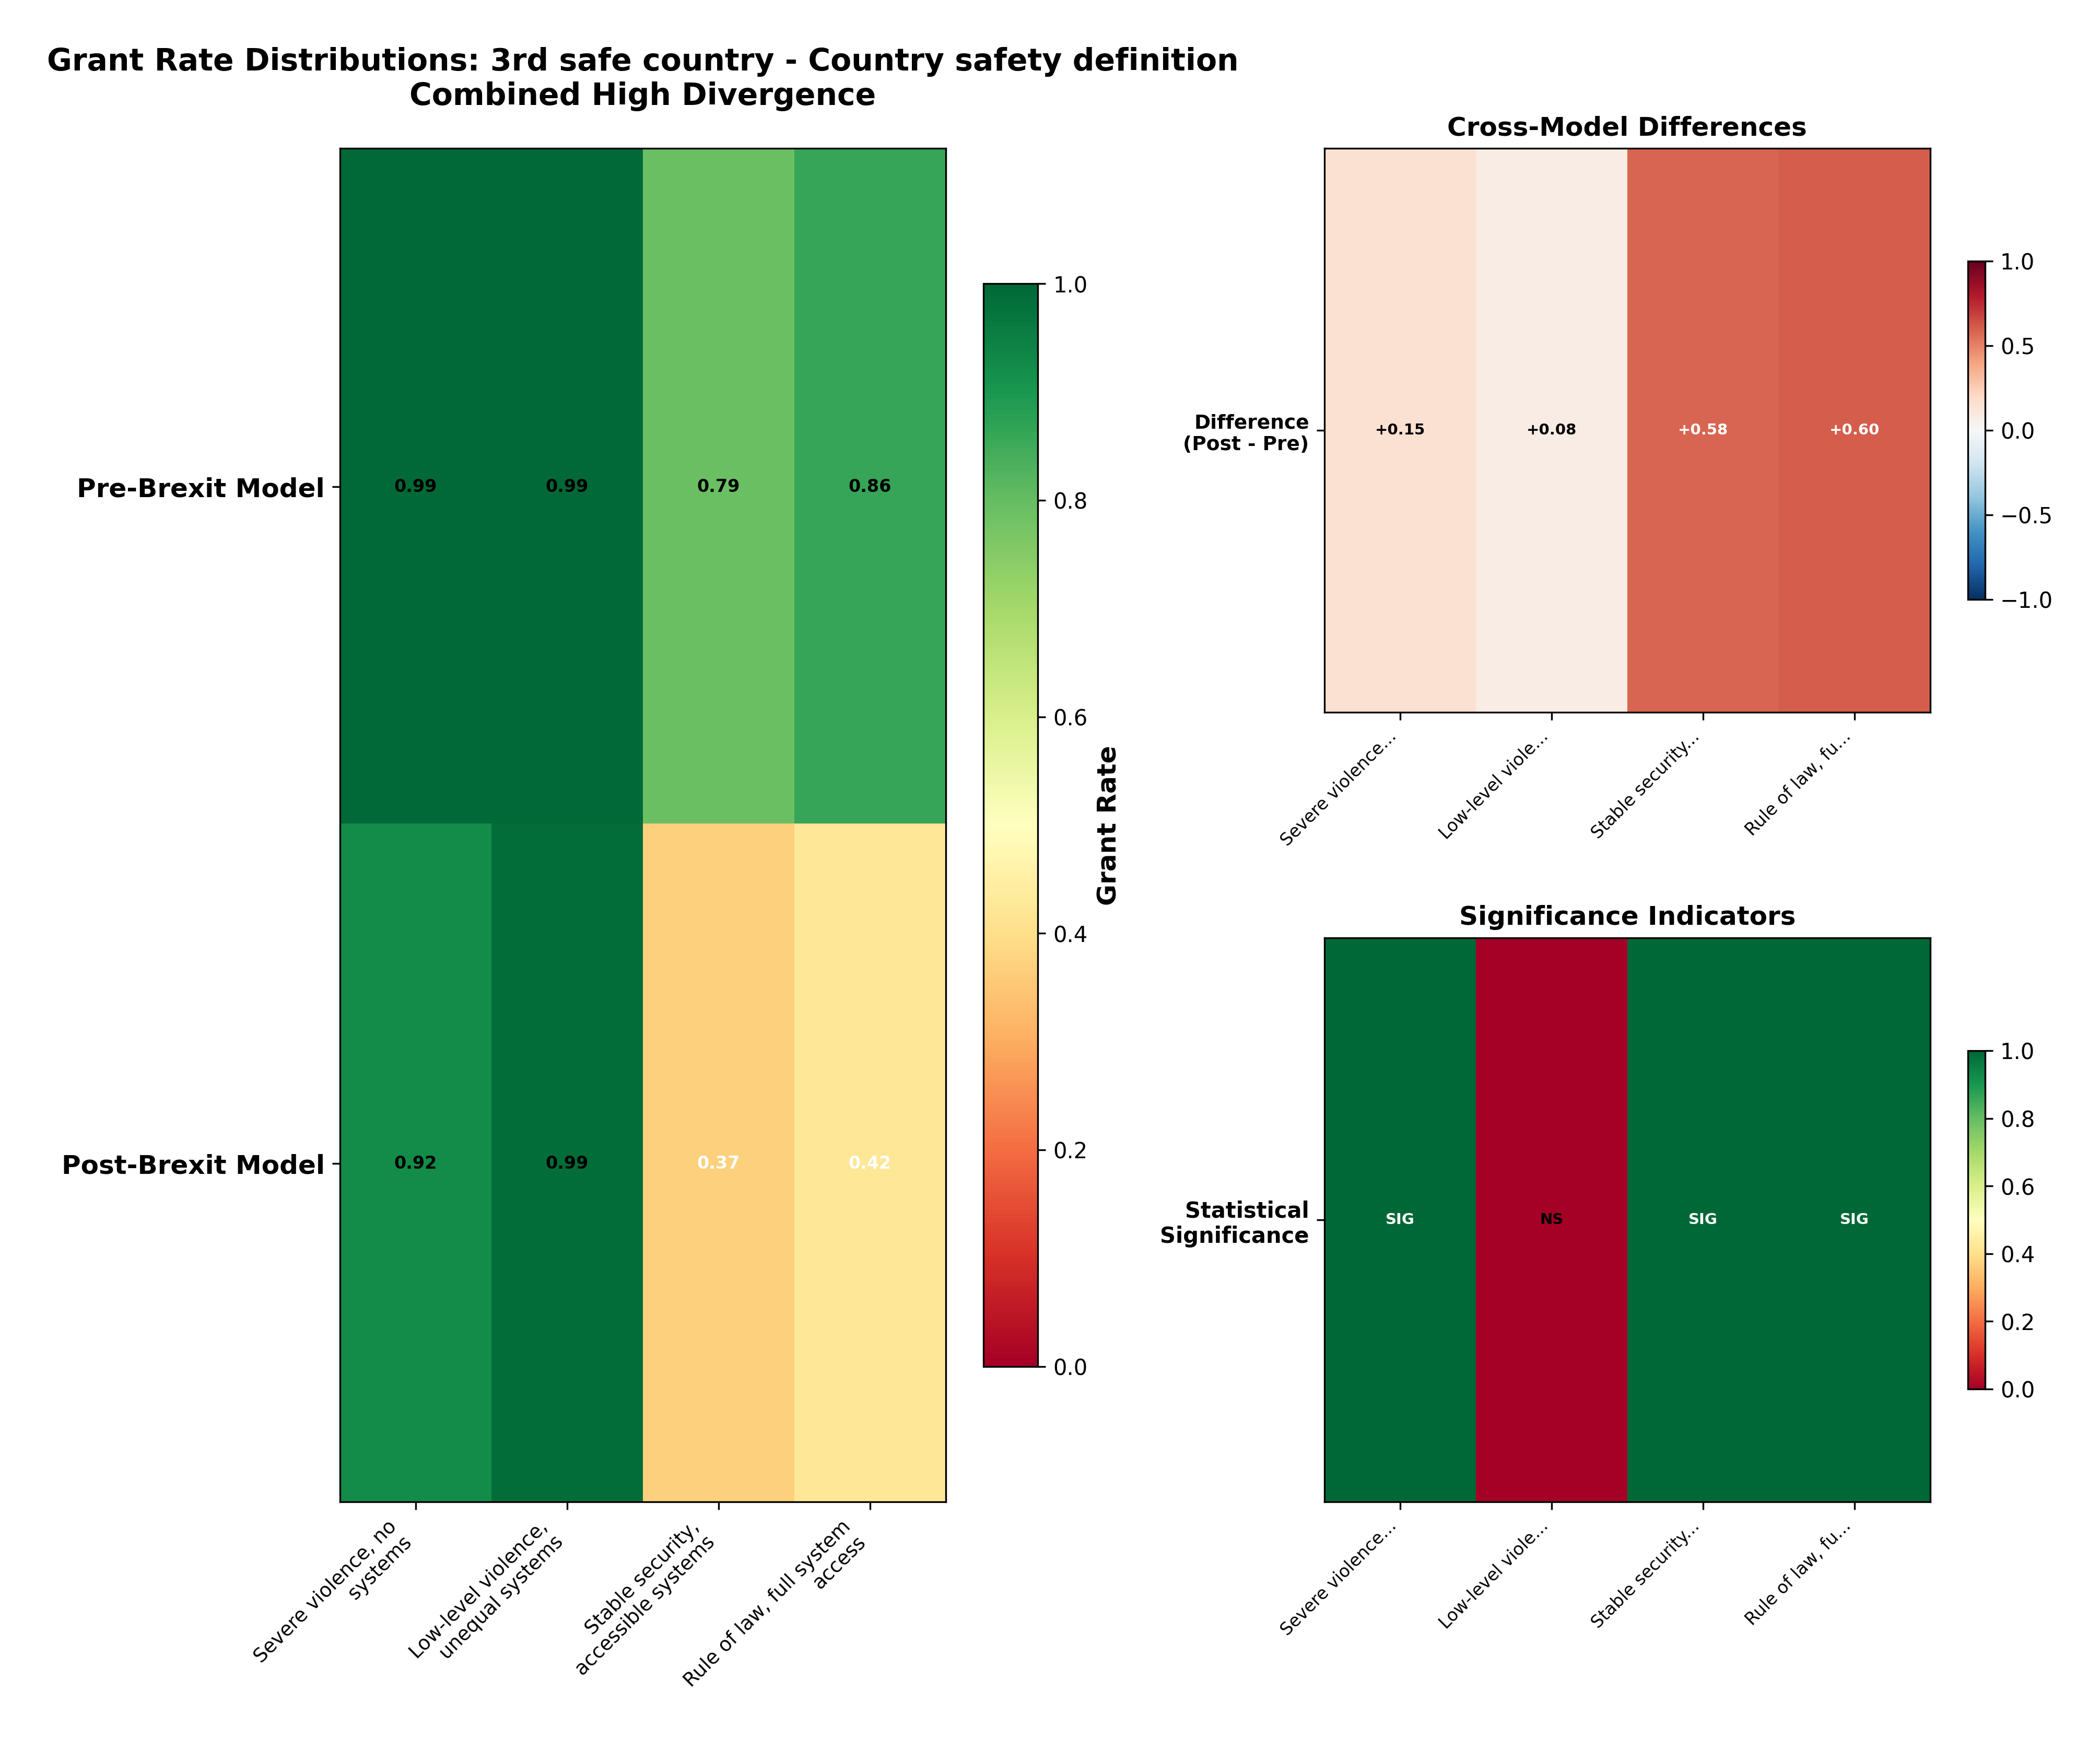 Grant Rate Distributions: 3rd safe country - Country safety definition
Combined High Divergence
Pre-Brexit Model
0.99 0.99 0.79 0.86
Post-Brexit Model
0.92 0.99 0.37 0.42
Severe violence, no
systems
Low-level violence,
unequal systems
Stable security,
accessible systems
Rule of law, full system
access
1.0
0.8
0.6
0.4
0.2
0.0
Grant Rate
Cross-Model Differences
Difference
(Post - Pre)
+0.15 +0.08 +0.58 +0.60
Severe violence...
Low-level viole...
Stable security...
Rule of law, fu...
1.0
0.5
0.0
−0.5
−1.0
Significance Indicators
Statistical
Significance
SIG NS SIG SIG
Severe violence...
Low-level viole...
Stable security...
Rule of law, fu...
1.0
0.8
0.6
0.4
0.2
0.0